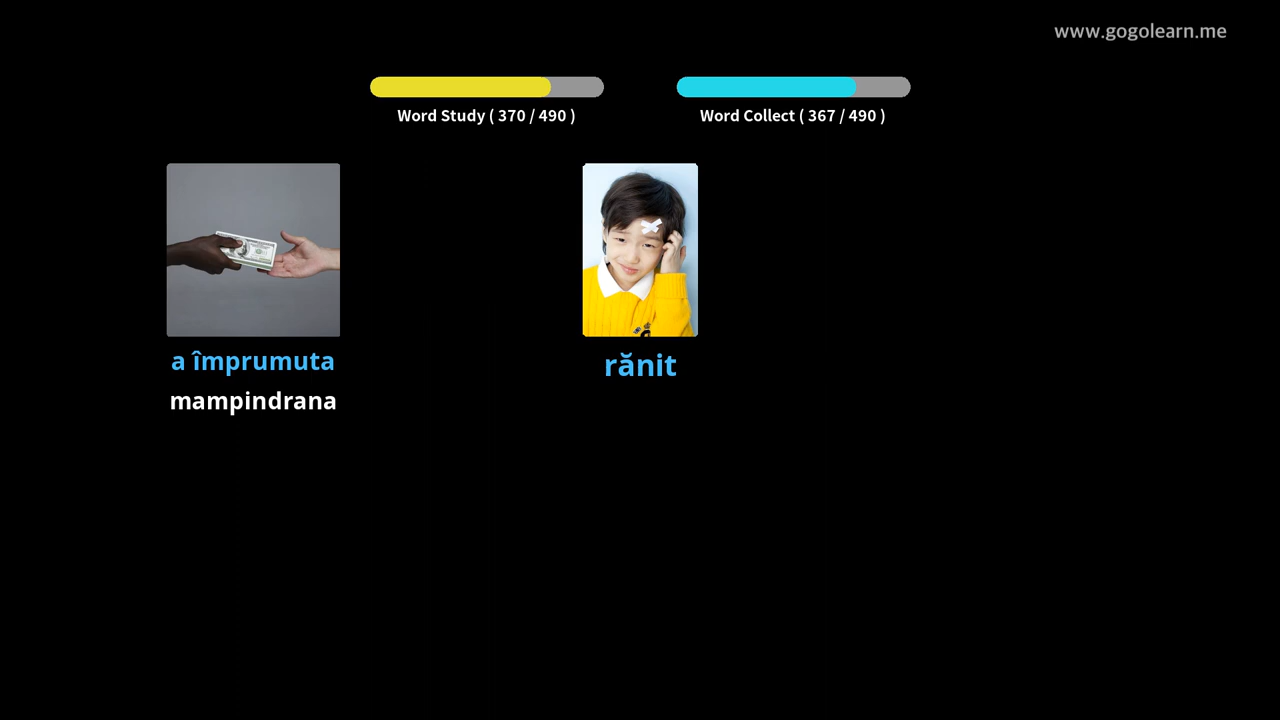 www.gogolearn.me
Word Study ( 370 / 490 )
Word Collect ( 367 / 490 )
a împrumuta
mampindrana
rănit